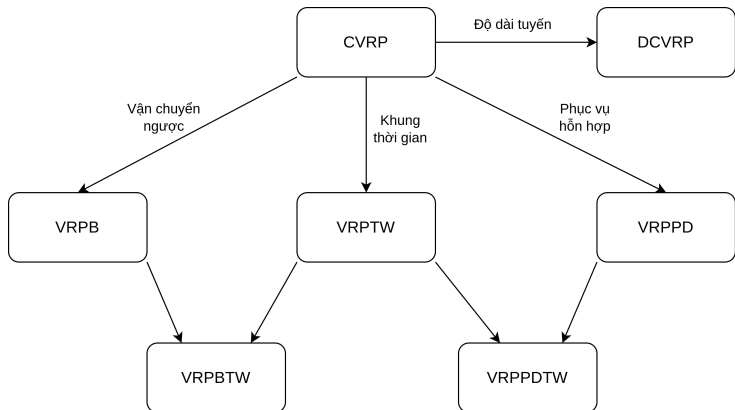 CVRP
Độ dài tuyến
DCVRP
Vận chuyển
ngược
Khung
thời gian
Phục vụ
hỗn hợp
VRPB
VRPTW
VRPPD
VRPBTW
VRPPDTW